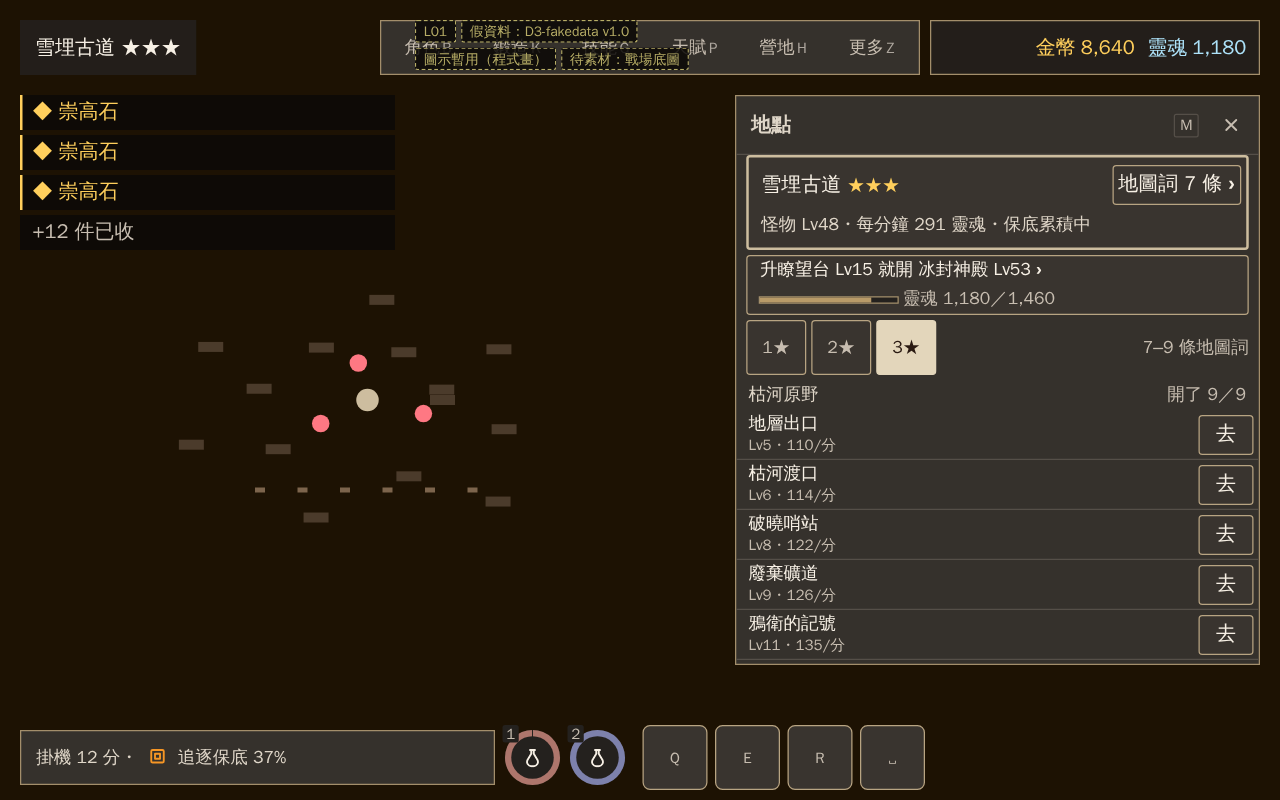 雪埋古道 ★★★
L01 假資料：D3-fakedata v1.0
圖示暫用（程式畫） 待素材：戰場底圖
天賦 P 營地 H 更多 Z
金幣 8,640 靈魂 1,180
◆ 崇高石
◆ 崇高石
◆ 崇高石
+12 件已收
地點 M ✕
雪埋古道 ★★★ 地圖詞 7 條 ›
怪物 Lv48・每分鐘 291 靈魂・保底累積中
升瞭望台 Lv15 就開 冰封神殿 Lv53 ›
靈魂 1,180／1,460
1★ 2★ 3★ 7–9 條地圖詞
枯河原野 開了 9／9
地層出口 去
Lv5・110/分
枯河渡口 去
Lv6・114/分
破曉哨站 去
Lv8・122/分
廢棄礦道 去
Lv9・126/分
鴉衛的記號 去
Lv11・135/分
掛機 12 分・ 追逐保底 37%
1 2 Q E R ␣